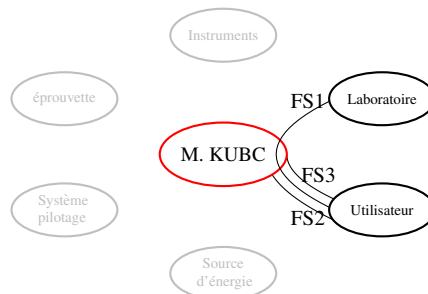 Instruments
éprouvette
FS1
Laboratoire
M. KUBC
FS3
Système
pilotage
FS2
Utilisateur
Source
d'énergie